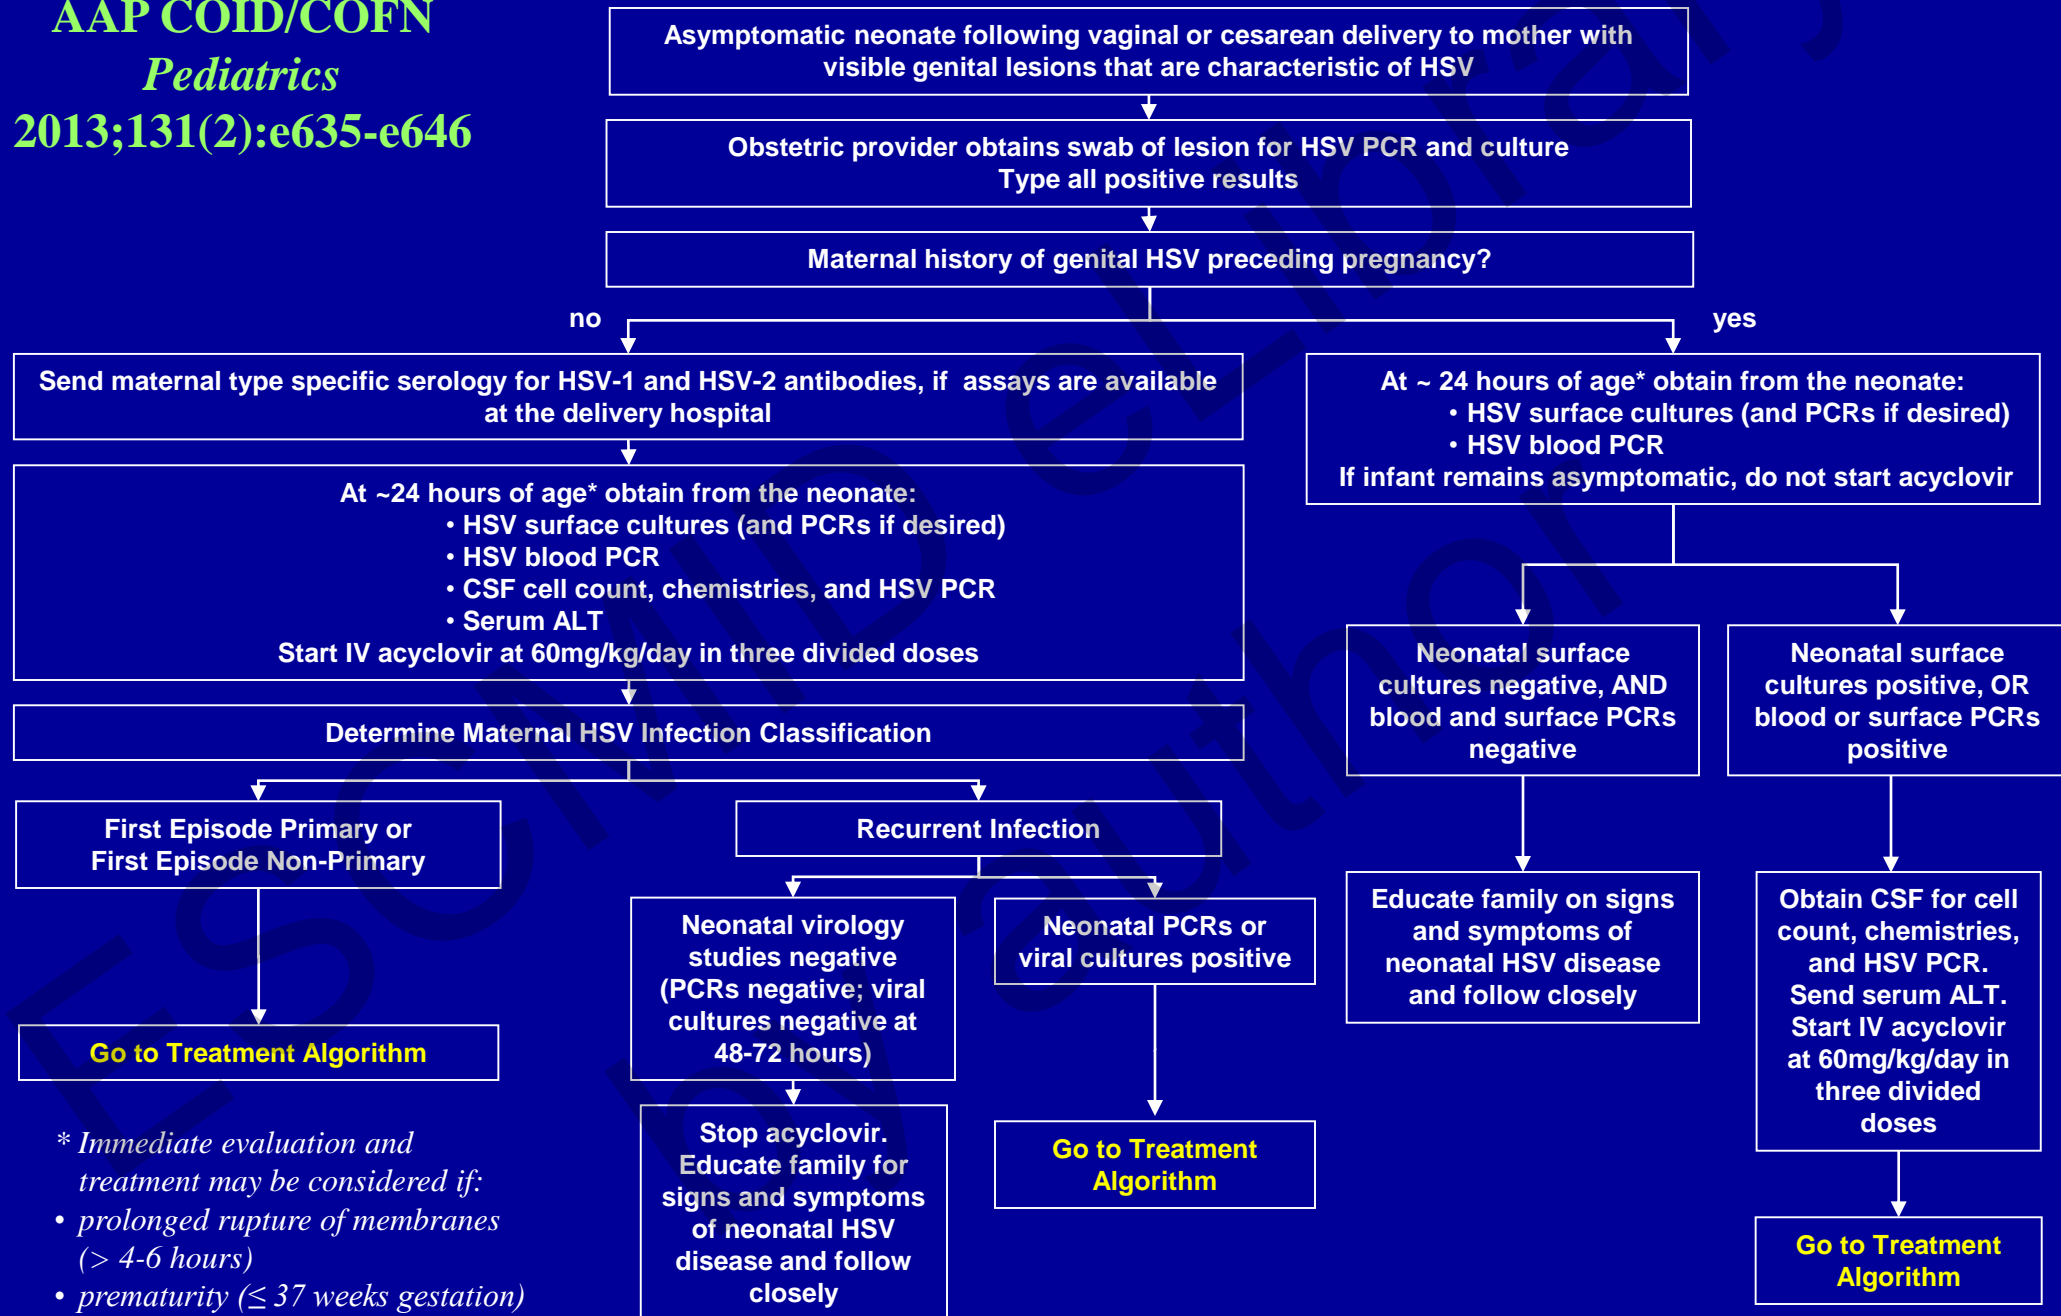 AAP COID/COFN
Pediatrics
2013;131(2):e635-e646
Asymptomatic neonate following vaginal or cesarean delivery to mother with
visible genital lesions that are characteristic of HSV
Obstetric provider obtains swab of lesion for HSV PCR and culture
Type all positive results
Maternal history of genital HSV preceding pregnancy?
no
yes
Send maternal type specific serology for HSV-1 and HSV-2 antibodies, if assays are available
at the delivery hospital
At ~24 hours of age* obtain from the neonate:
• HSV surface cultures (and PCRs if desired)
• HSV blood PCR
• CSF cell count, chemistries, and HSV PCR
• Serum ALT
Start IV acyclovir at 60mg/kg/day in three divided doses
Determine Maternal HSV Infection Classification
First Episode Primary or
First Episode Non-Primary
Go to Treatment Algorithm
Recurrent Infection
Neonatal virology
studies negative
(PCRs negative; viral
cultures negative at
48-72 hours)
Stop acyclovir.
Educate family for
signs and symptoms
of neonatal HSV
disease and follow
closely
Neonatal PCRs or
viral cultures positive
Go to Treatment
Algorithm
At ~ 24 hours of age* obtain from the neonate:
• HSV surface cultures (and PCRs if desired)
• HSV blood PCR
If infant remains asymptomatic, do not start acyclovir
Neonatal surface
cultures negative, AND
blood and surface PCRs
negative
Educate family on signs
and symptoms of
neonatal HSV disease
and follow closely
Neonatal surface
cultures positive, OR
blood or surface PCRs
positive
Obtain CSF for cell
count, chemistries,
and HSV PCR.
Send serum ALT.
Start IV acyclovir
at 60mg/kg/day in
three divided
doses
Go to Treatment
Algorithm
* Immediate evaluation and
treatment may be considered if:
• prolonged rupture of membranes
(> 4-6 hours)
• prematurity (≤ 37 weeks gestation)
ESCMID eLibrary
by author